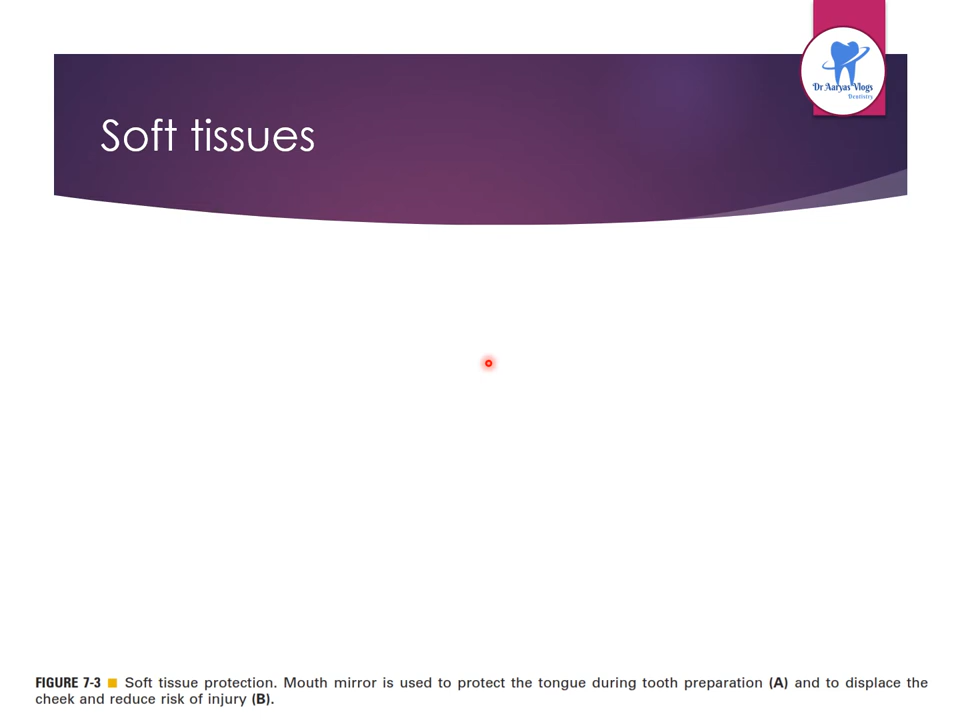 Dr Aaryas Vlogs
Dentistry
Soft tissues
FIGURE 7-3 Soft tissue protection. Mouth mirror is used to protect the tongue during tooth preparation (A) and to displace the
cheek and reduce risk of injury (B).